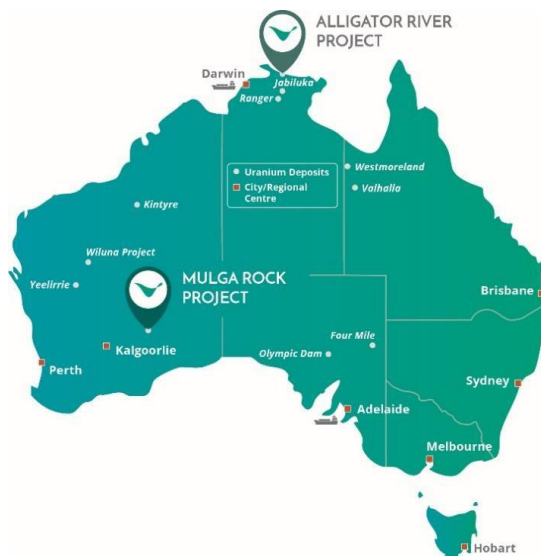 ALLIGATOR RIVER
PROJECT
Darwin
Jabiluka
Ranger
Uranium Deposits
City/Regional
Centre
Westmoreland
Valhalla
Kintyre
Wiluna Project
Yeelirrie
MULGA ROCK
PROJECT
Brisbane
Kalgoorlie
Four Mile
Olympic Dam
Perth
Sydney
Adelaide
Melbourne
Hobart